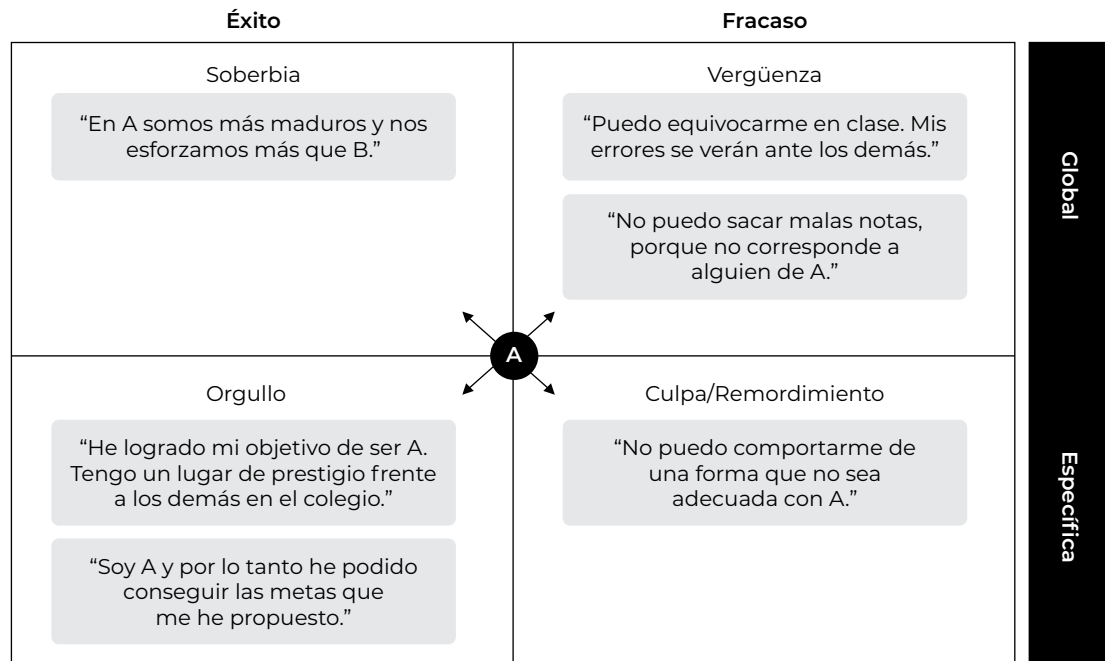 Éxito
Fracaso
Soberbia
“En A somos más maduros y nos
esforzamos más que B.”
Vergüenza
“Puedo equivocarme en clase. Mis
errores se verán ante los demás.”
“No puedo sacar malas notas,
porque no corresponde a
alguien de A.”
Global
A
Orgullo
“He logrado mi objetivo de ser A.
Tengo un lugar de prestigio frente
a los demás en el colegio.”
“Soy A y por lo tanto he podido
conseguir las metas que
me he propuesto.”
Culpa/Remordimiento
“No puedo comportarme de
una forma que no sea
adecuada con A.”
Específica